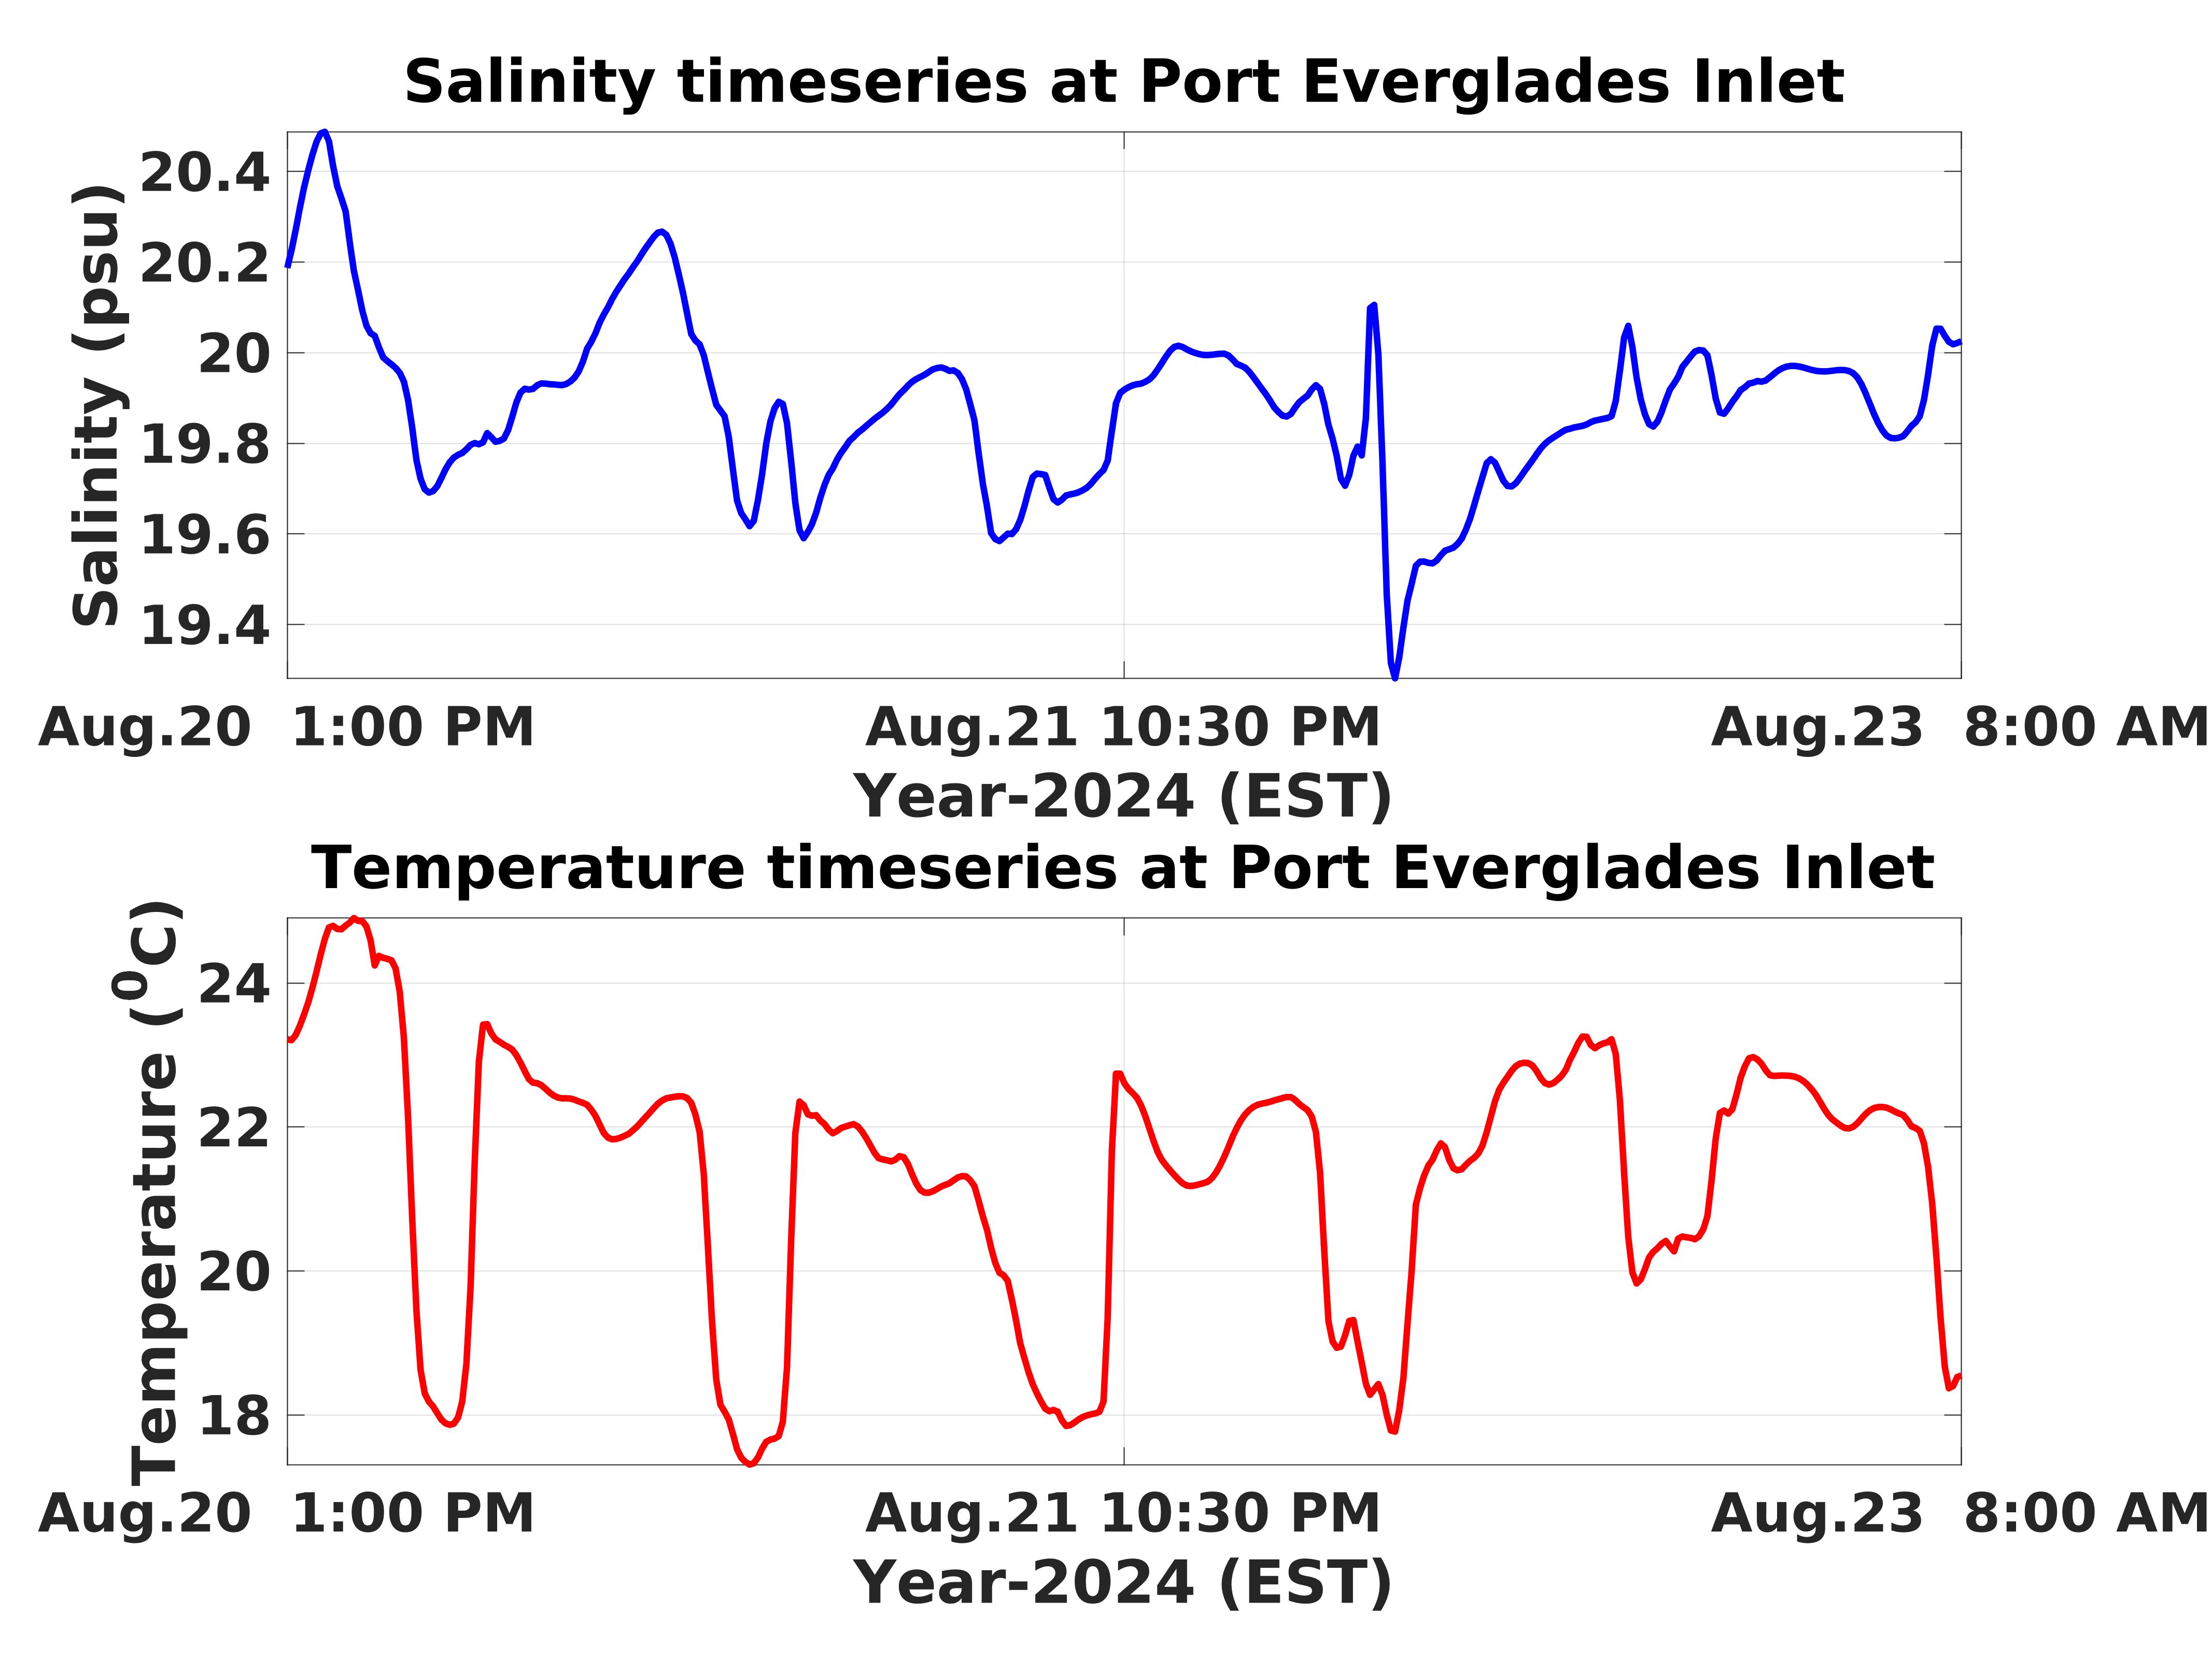 Salinity timeseries at Port Everglades Inlet
Salinity (psu)
20.4
20.2
20
19.8
19.6
19.4
Aug.20  1:00 PM
Aug.21 10:30 PM
Aug.23  8:00 AM
Year-2024 (EST)
Temperature timeseries at Port Everglades Inlet
Temperature (⁰C)
24
22
20
18
Aug.20  1:00 PM
Aug.21 10:30 PM
Aug.23  8:00 AM
Year-2024 (EST)